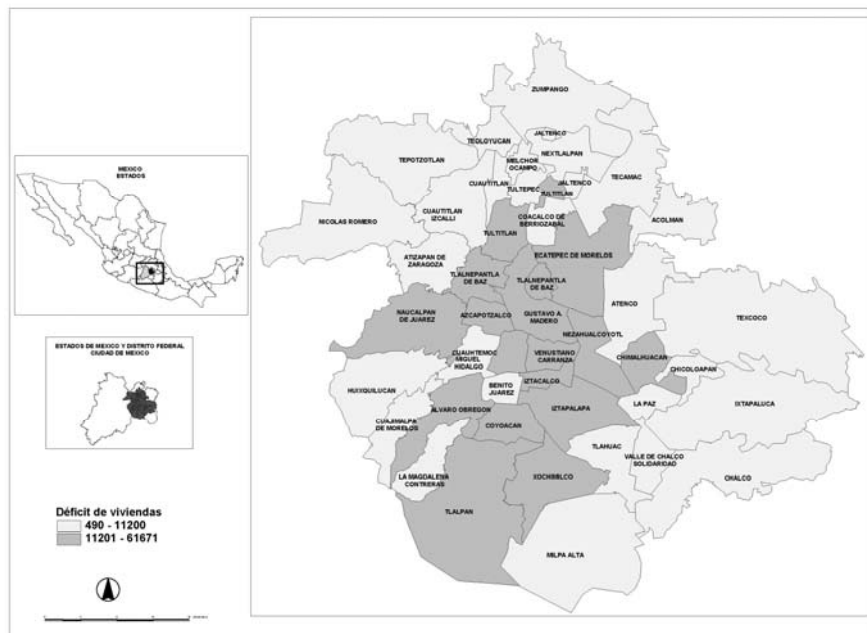 MEXICO
ESTADOS
ESTADOS DE MEXICO Y DISTRITO FEDERAL
CIUDAD DE MEXICO
Déficit de viviendas
490 - 11200
11201 - 61671
ZUMPANGO
JALTENCO
TEOLOYUCAN
NEXTLALPAN
TEPOTZOTLAN
MELCHOR
OCAMPO
TECAMAC
CUAUTITLAN
TULTEPEC
JALTENCO
TULTITLAN
NICOLAS ROMERO
CUAUTITLAN
IZCALLI
COACALCO DE
BERRIOZABAL
ACOLMAN
TULTITLAN
ECATEPEC DE MORELOS
ATIZAPAN DE
ZARAGOZA
TLALNEPANTLA
DE BAZ
TLALNEPANTLA
DE BAZ
ATENCO
TEXCOCO
NAUCALPAN
DE JUAREZ
AZCAPOTZALCO
GUSTAVO A.
MADERO
NEZAHUALCOYOTL
CUAUHTEMOC
MIGUEL
HIDALGO
VENUSTIANO
CARRANZA
CHIMALHUACAN
CHICOLOAPAN
HUIXQUILUCAN
BENITO
JUAREZ
IZTACALCO
LA PAZ
IXTAPALUCA
ALVARO OBREGON
IZTAPALAPA
CUAJIMALPA
DE MORELOS
COYOACAN
TLAHUAC
VALLE DE CHALCO
SOLIDARIDAD
LA MAGDALENA
CONTRERAS
XOCHIMILCO
CHALCO
TLALPAN
MILPA ALTA